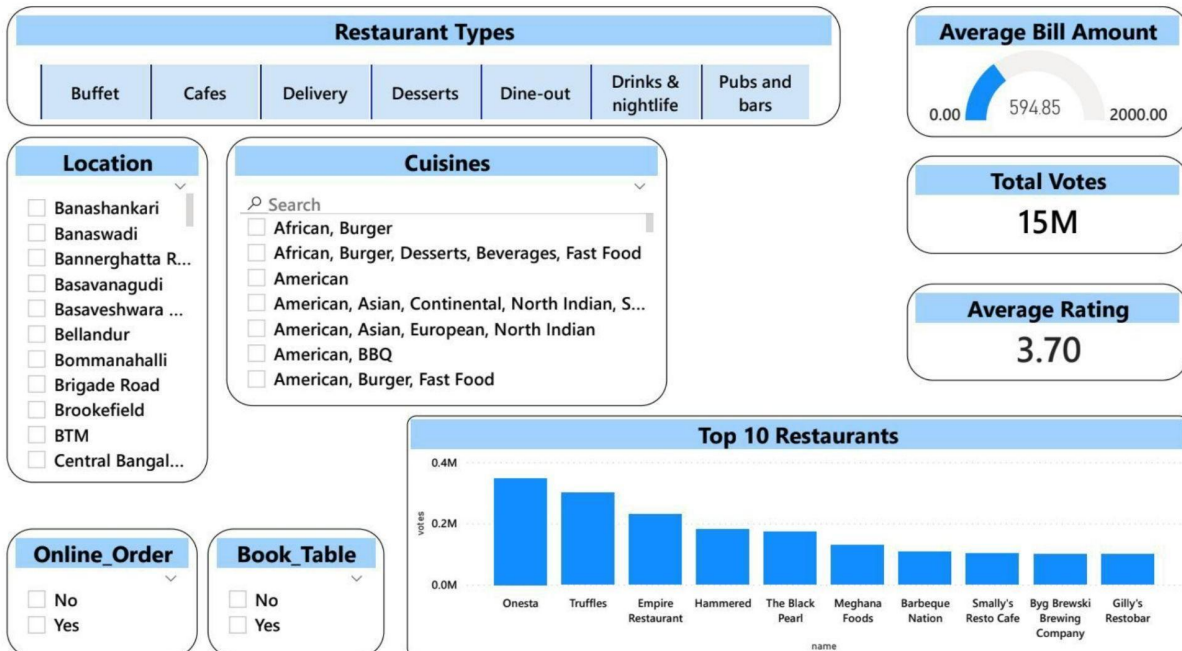 Restaurant Types
Buffet
Cafes
Delivery
Desserts
Dine-out
Drinks &
nightlife
Pubs and
bars
Average Bill Amount
0.00
594.85
2000.00
Location
Banashankari
Banaswadi
Bannerghatta R...
Basavanagudi
Basaveshwara ...
Bellandur
Bommanahalli
Brigade Road
Brookefield
BTM
Central Bangal...
Cuisines
Search
African, Burger
African, Burger, Desserts, Beverages, Fast Food
American
American, Asian, Continental, North Indian, S...
American, Asian, European, North Indian
American, BBQ
American, Burger, Fast Food
Total Votes
15M
Average Rating
3.70
Top 10 Restaurants
0.4M
0.2M
0.0M
votes
Onesta
Truffles
Empire
Restaurant
Hammered
The Black
Pearl
Meghana
Foods
Barbeque
Nation
Smally's
Resto Cafe
Byg Brewski
Brewing
Company
Gilly's
Restobar
name
Online_Order
No
Yes
Book_Table
No
Yes